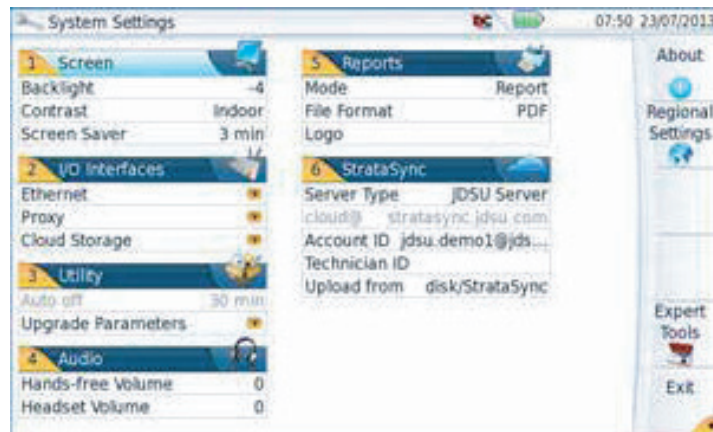 System Settings
DC
07:50 23/07/2013
1 Screen
Backlight -4
Contrast Indoor
Screen Saver 3 min
2 I/O Interfaces
Ethernet
Proxy
Cloud Storage
3 Utility
Auto off 30 min
Upgrade Parameters
4 Audio
Hands-free Volume 0
Headset Volume 0
5 Reports
Mode Report
File Format PDF
Logo
6 StrataSync
Server Type JDSU Server
cloud@ stratasync.jdsu.com
Account ID jdsu.demo1@jds...
Technician ID
Upload from disk/StrataSync
About
Regional
Settings
Expert
Tools
Exit